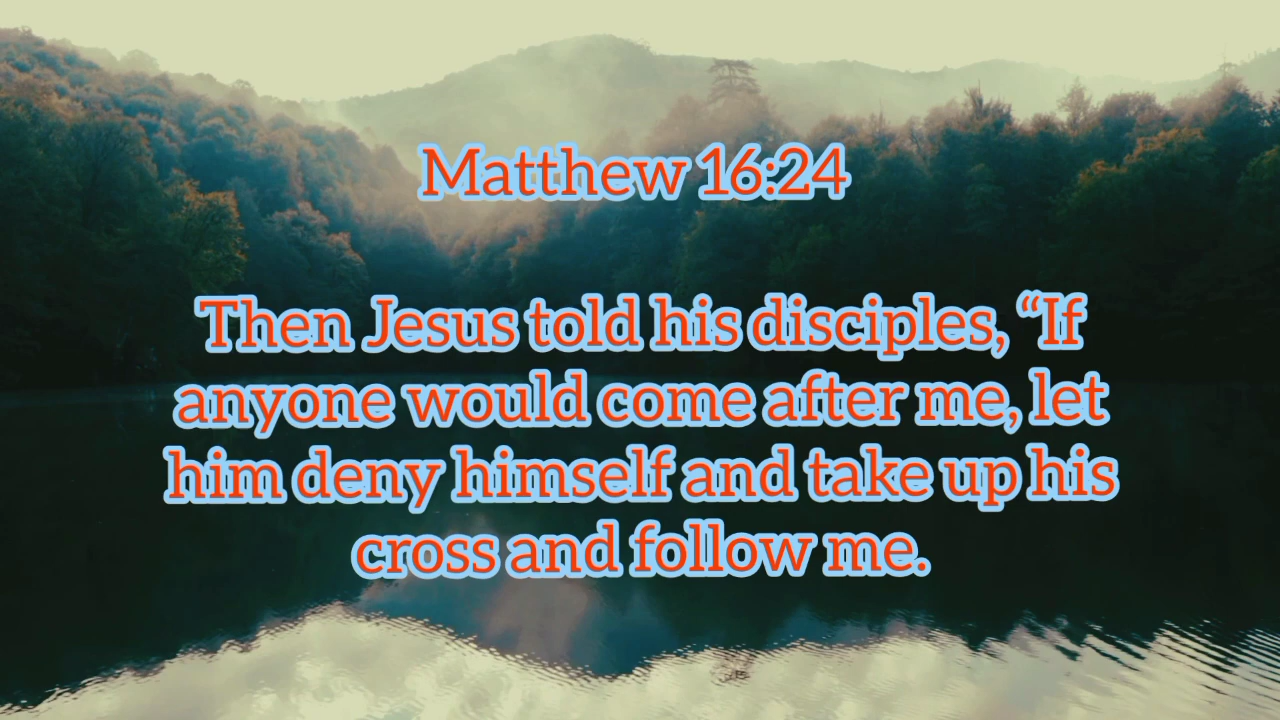 Matthew 16:24
Then Jesus told his disciples, “If
anyone would come after me, let
him deny himself and take up his
cross and follow me.